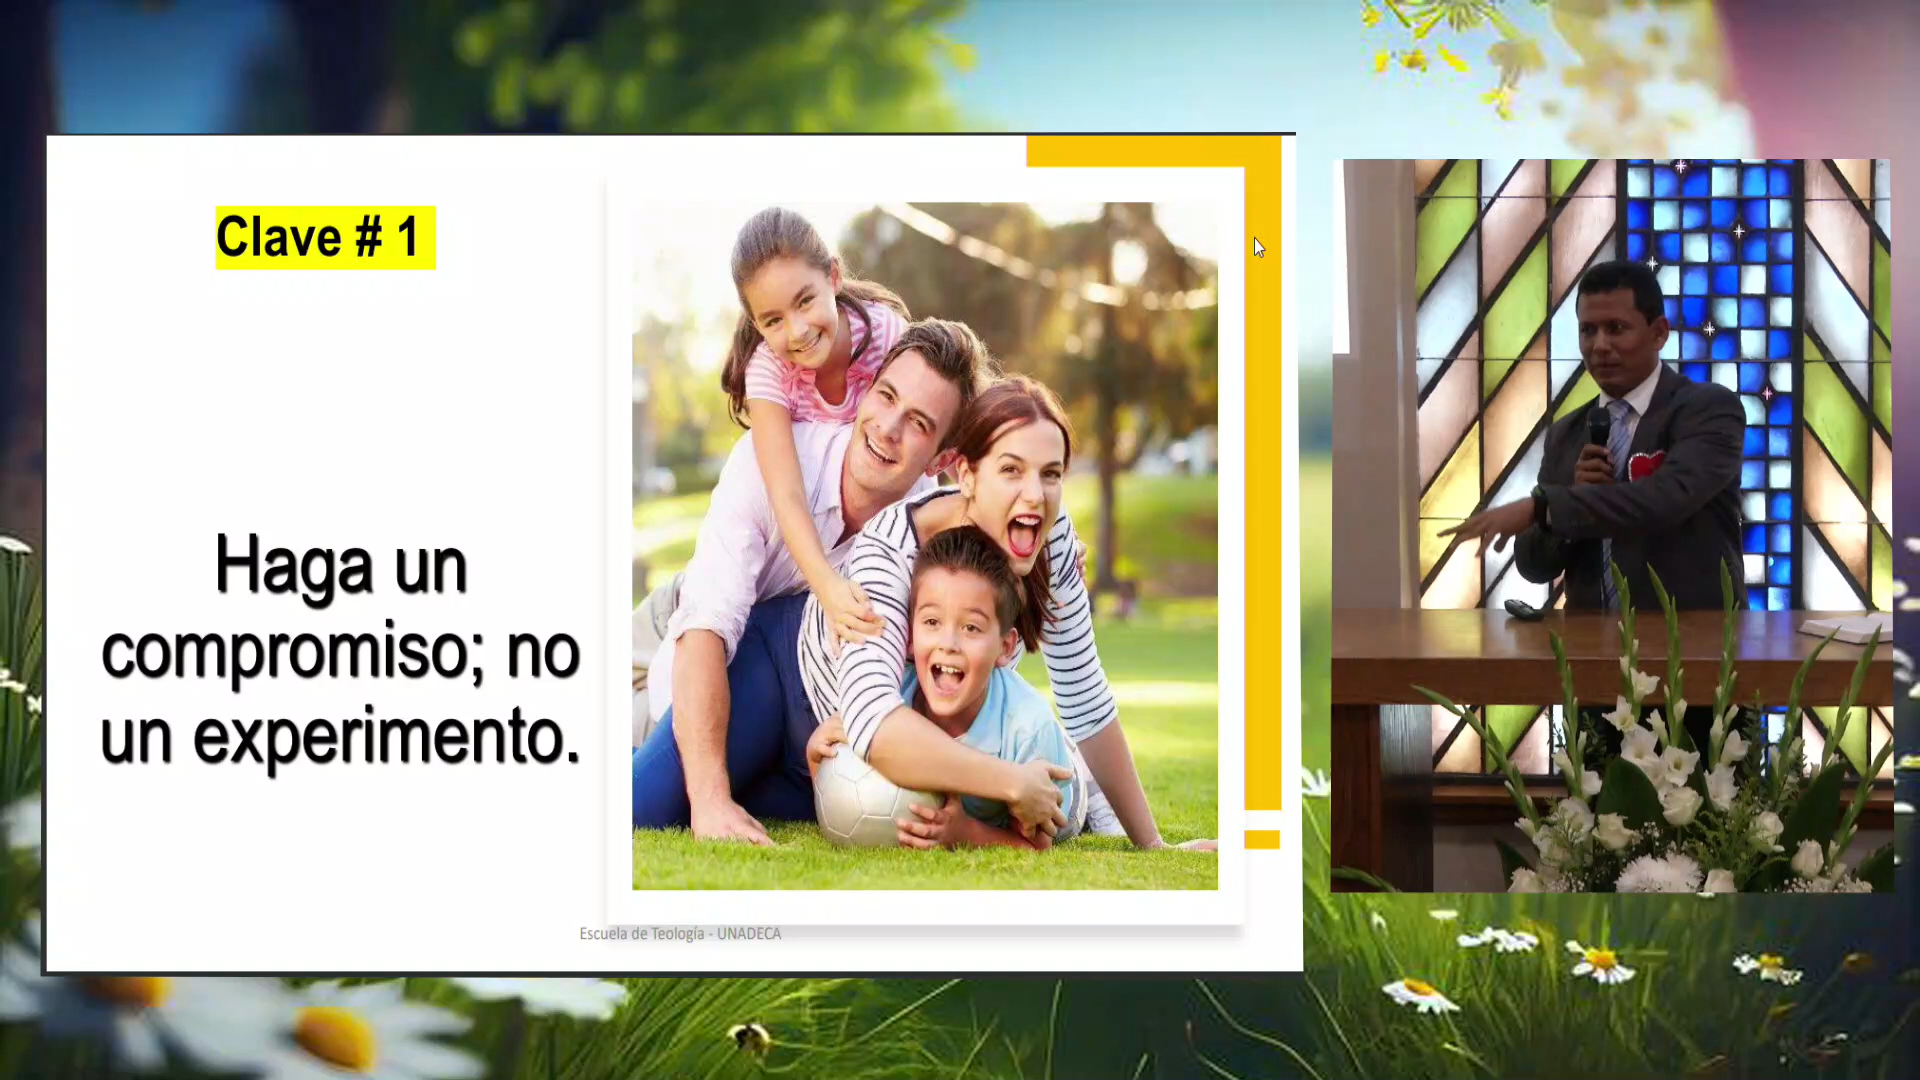 Clave # 1
Haga un
compromiso; no
un experimento.
Escuela de Teología - UNADECA